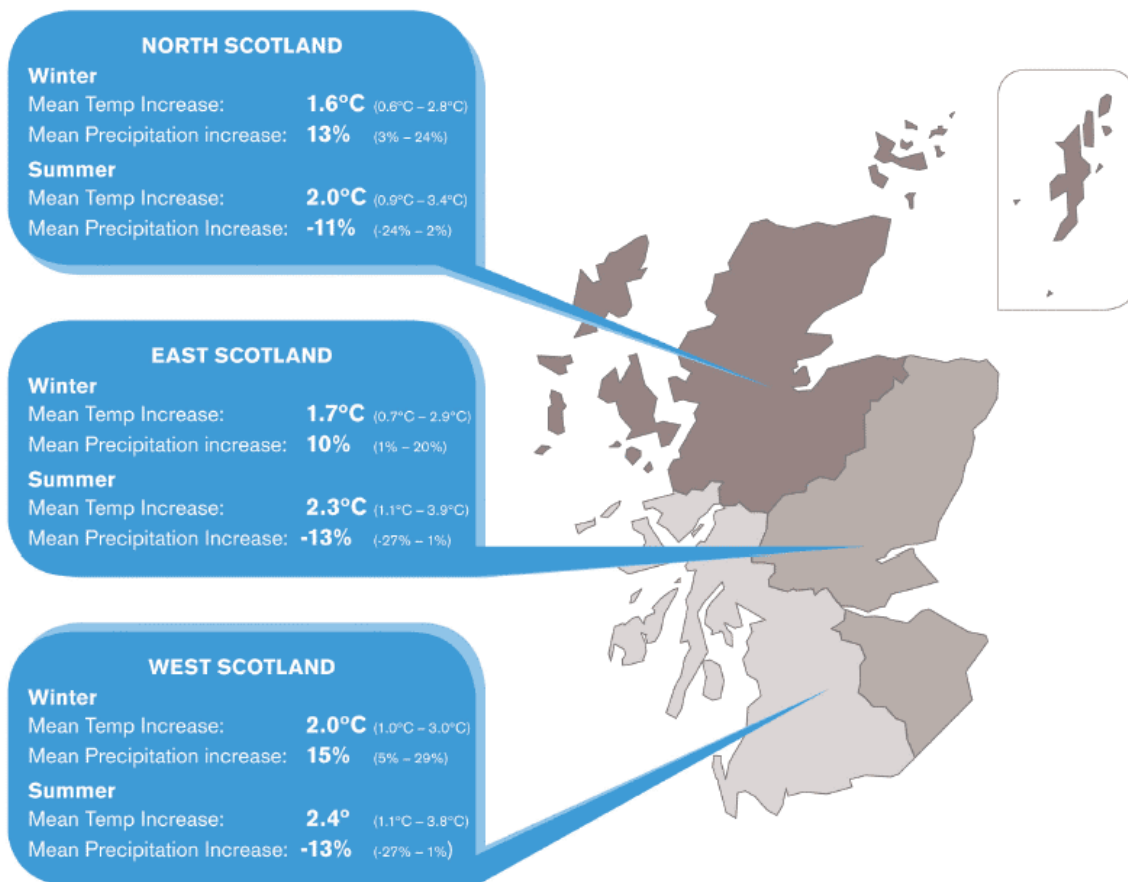 NORTH SCOTLAND
Winter
Mean Temp Increase: 1.6°C (0.6°C – 2.8°C)
Mean Precipitation increase: 13% (3% – 24%)
Summer
Mean Temp Increase: 2.0°C (0.9°C – 3.4°C)
Mean Precipitation Increase: -11% (-24% – 2%)
EAST SCOTLAND
Winter
Mean Temp Increase: 1.7°C (0.7°C – 2.9°C)
Mean Precipitation increase: 10% (1% – 20%)
Summer
Mean Temp Increase: 2.3°C (1.1°C – 3.9°C)
Mean Precipitation Increase: -13% (-27% – 1%)
WEST SCOTLAND
Winter
Mean Temp Increase: 2.0°C (1.0°C – 3.0°C)
Mean Precipitation increase: 15% (5% – 29%)
Summer
Mean Temp Increase: 2.4° (1.1°C – 3.8°C)
Mean Precipitation Increase: -13% (-27% – 1%)